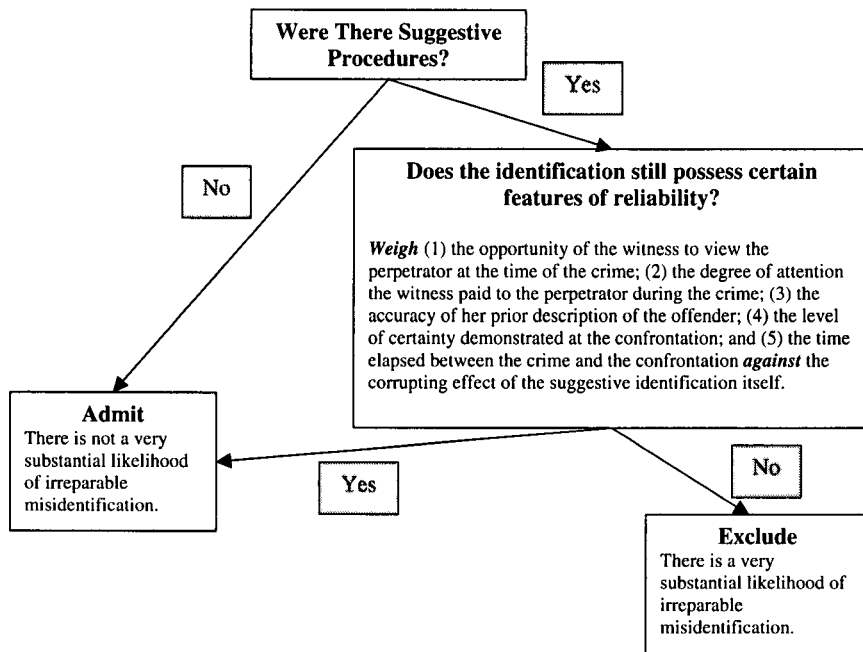 Were There Suggestive
Procedures?
Yes
No
Does the identification still possess certain
features of reliability?
Weigh (1) the opportunity of the witness to view the
perpetrator at the time of the crime; (2) the degree of attention
the witness paid to the perpetrator during the crime; (3) the
accuracy of her prior description of the offender; (4) the level
of certainty demonstrated at the confrontation; and (5) the time
elapsed between the crime and the confrontation against the
corrupting effect of the suggestive identification itself.
Admit
There is not a very
substantial likelihood
of irreparable
misidentification.
Yes
No
Exclude
There is a very
substantial likelihood of
irreparable
misidentification.